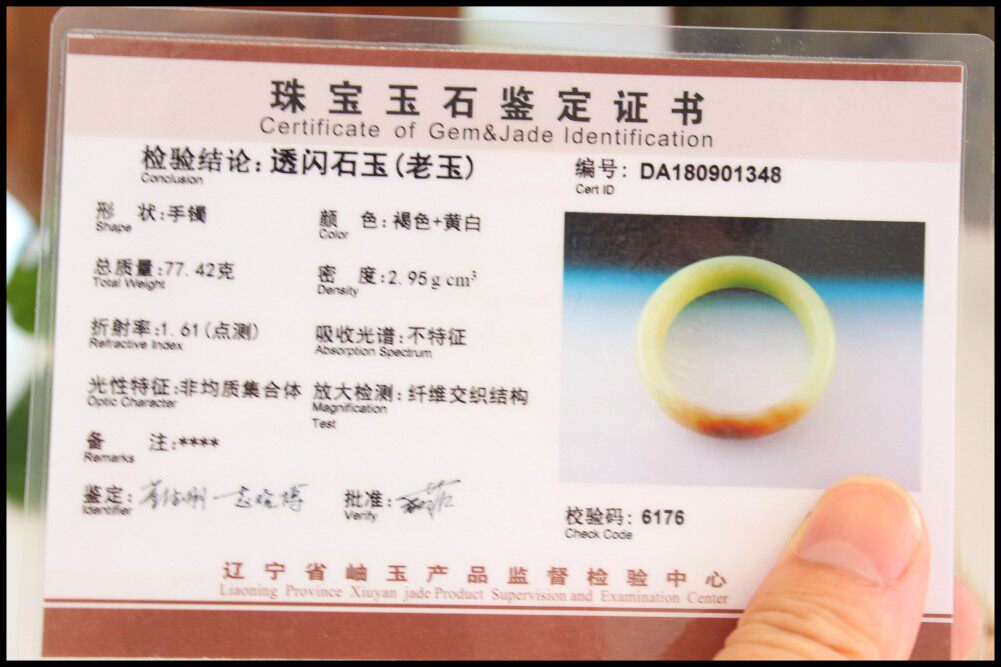 珠宝玉石鉴定证书
Certificate of Gem&Jade Identification
检验结论:透闪石玉(老玉)
Conclusion
编号: DA180901348
Cert ID
形 状:手镯
Shape
颜 色:褐色+黄白
Color
总质量:77.42克
Total Weight
密 度:2.95g cm³
Density
折射率:1.61(点测)
Refractive Index
吸收光谱:不特征
Absorption Spectrum
光性特征:非均质集合体
Optic Character
放大检测:纤维交织结构
Magnification
Test
备 注:****
Remarks
鉴定:
Identifier
批准:
Verify
校验码: 6176
Check Code
辽宁省岫玉产品监督检验中心
Liaoning Province Xiuyan jade Product Supervision and Examination Center